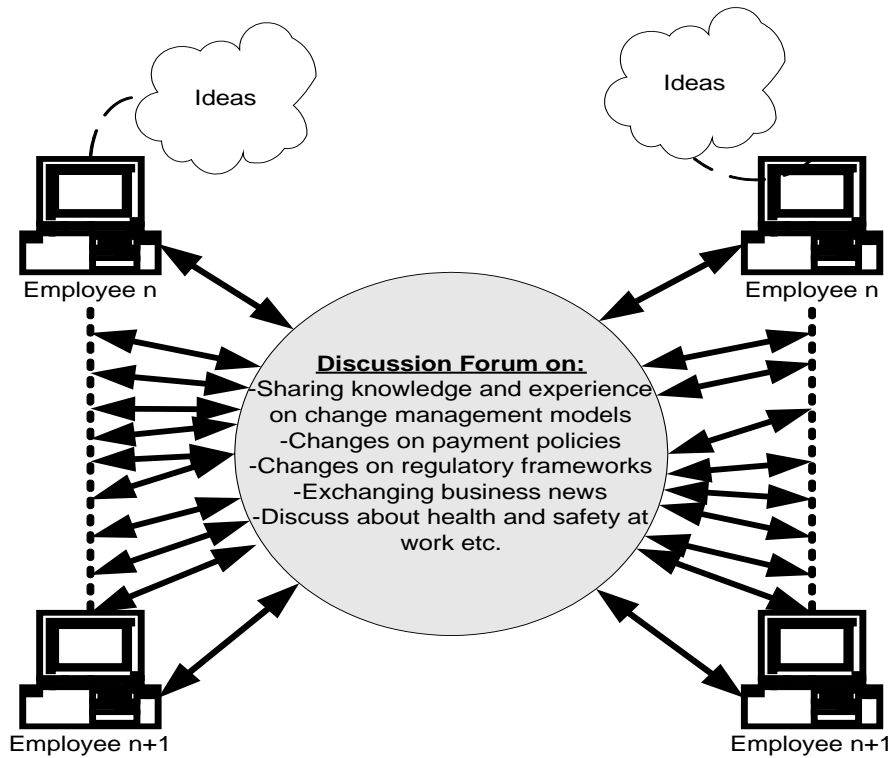 Ideas
Ideas
Employee n
Employee n
Discussion Forum on:
-Sharing knowledge and experience
on change management models
-Changes on payment policies
-Changes on regulatory frameworks
-Exchanging business news
-Discuss about health and safety at
work etc.
Employee n+1
Employee n+1